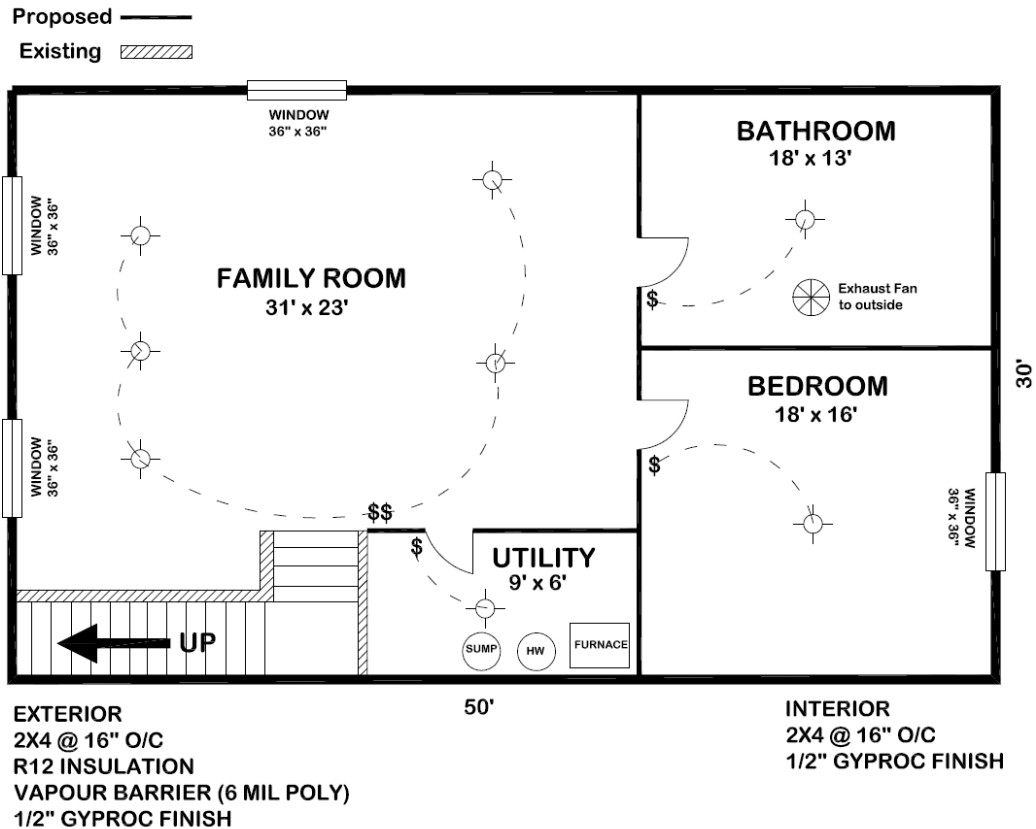 Proposed
Existing
WINDOW
36" x 36"
BATHROOM
18' x 13'
WINDOW
36" x 36"
FAMILY ROOM
31' x 23'
$
Exhaust Fan
to outside
BEDROOM
18' x 16'
30'
WINDOW
36" x 36"
$
WINDOW
36" x 36"
$$
$
UTILITY
9' x 6'
UP
SUMP
HW
FURNACE
50'
EXTERIOR
2X4 @ 16" O/C
R12 INSULATION
VAPOUR BARRIER (6 MIL POLY)
1/2" GYPROC FINISH
INTERIOR
2X4 @ 16" O/C
1/2" GYPROC FINISH